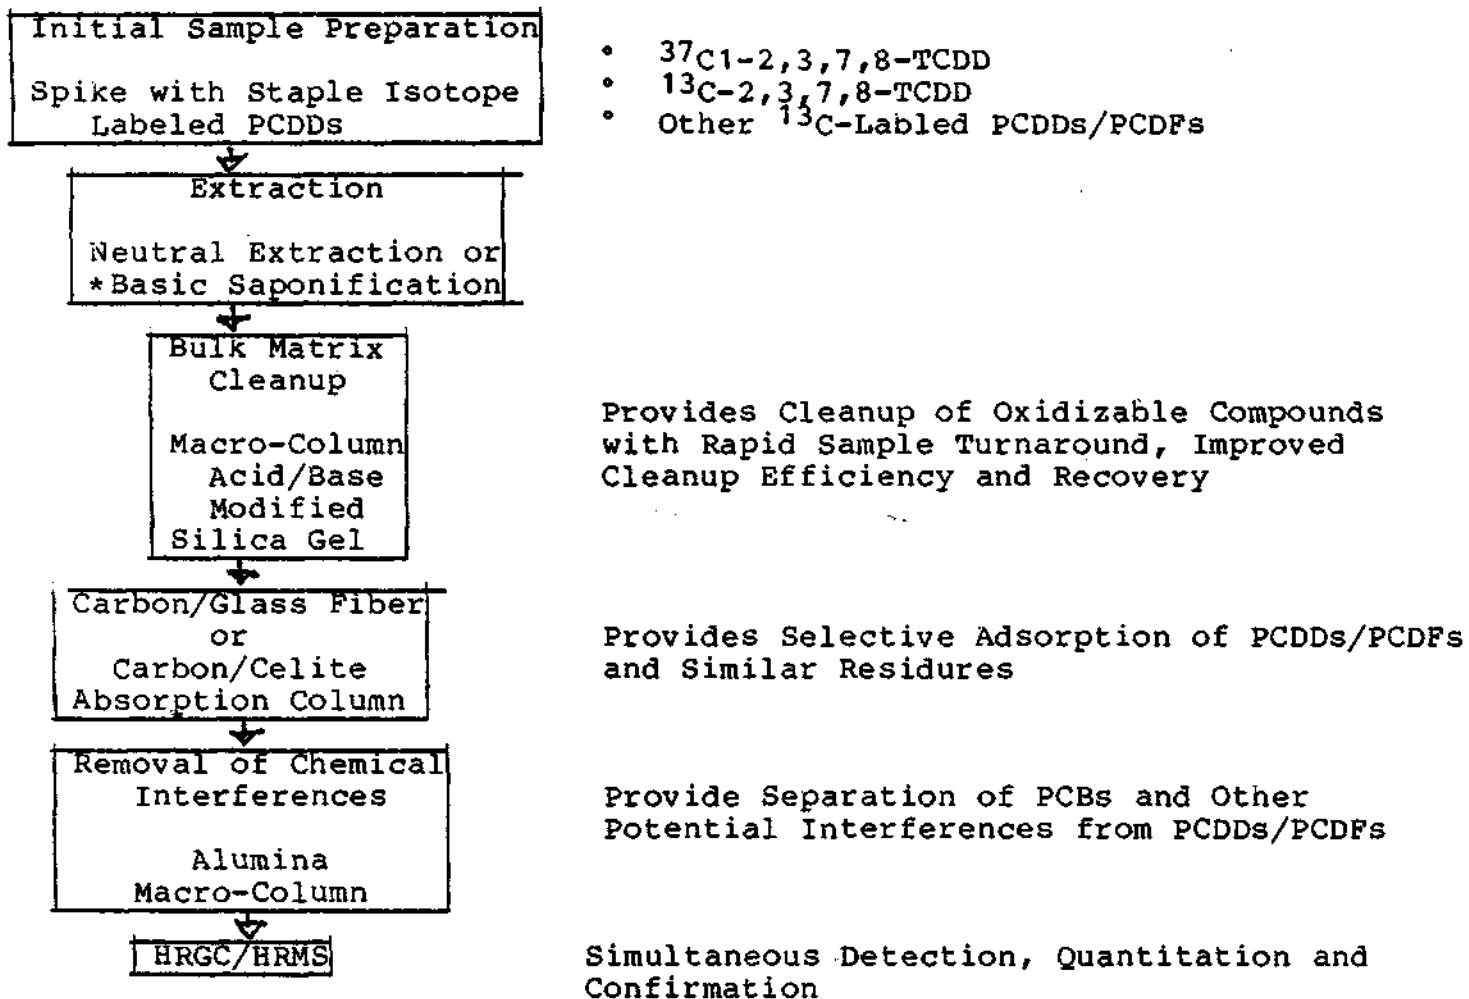 Initial Sample Preparation
Spike with Staple Isotope
Labeled PCDDs
° ³⁷C1-2,3,7,8-TCDD
° ¹³C-2,3,7,8-TCDD
° Other ¹³C-Labled PCDDs/PCDFs
Extraction
Neutral Extraction or
*Basic Saponification
Bulk Matrix
Cleanup
Macro-Column
Acid/Base
Modified
Silica Gel
Provides Cleanup of Oxidizable Compounds
with Rapid Sample Turnaround, Improved
Cleanup Efficiency and Recovery
Carbon/Glass Fiber
or
Carbon/Celite
Absorption Column
Provides Selective Adsorption of PCDDs/PCDFs
and Similar Residures
Removal of Chemical
Interferences
Alumina
Macro-Column
Provide Separation of PCBs and Other
Potential Interferences from PCDDs/PCDFs
HRGC/HRMS
Simultaneous Detection, Quantitation and
Confirmation